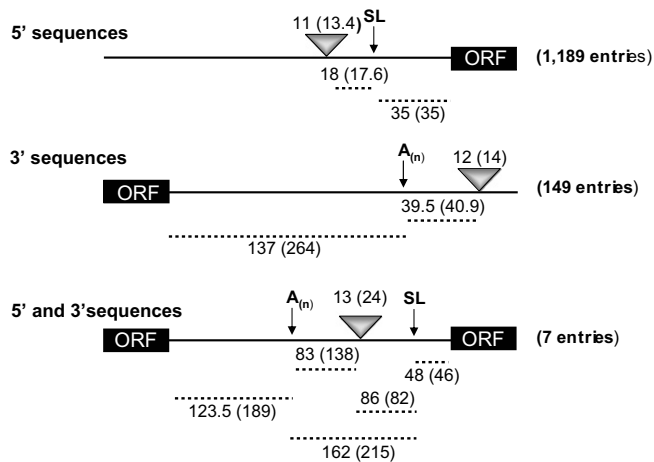 11 (13.4) SL
5’ sequences
ORF (1,189 entries)
18 (17.6)
35 (35)
3’ sequences A(n) 12 (14)
ORF (149 entries)
39.5 (40.9)
137 (264)
5’ and 3’sequences A(n) 13 (24) SL
ORF ORF (7 entries)
83 (138)
48 (46)
123.5 (189) 86 (82)
162 (215)